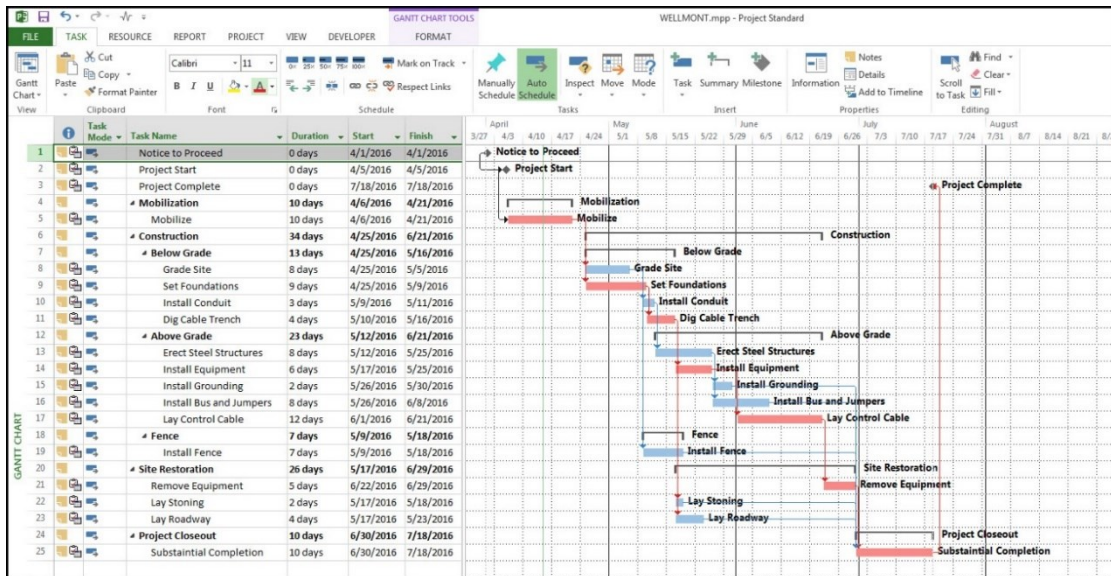 GANTT CHART TOOLS
WELLMONT.mpp - Project Standard
FILE TASK RESOURCE REPORT PROJECT VIEW DEVELOPER FORMAT
Gantt Chart
View
Paste
Cut
Copy
Format Painter
Clipboard
Calibri 11
B I U A
Font
0% 25% 50% 75% 100%
Mark on Track
Respect Links
Schedule
Manually Schedule
Auto Schedule
Inspect Move Mode
Tasks
Task Summary Milestone
Insert
Information
Notes
Details
Add to Timeline
Properties
Scroll to Task
Find
Clear
Fill
Editing
Task Mode Task Name Duration Start Finish
April May June July August
3/27 4/3 4/10 4/17 4/24 5/1 5/8 5/15 5/22 5/29 6/5 6/12 6/19 6/26 7/3 7/10 7/17 7/24 7/31 8/7 8/14 8/21
1 Notice to Proceed 0 days 4/1/2016 4/1/2016 Notice to Proceed
2 Project Start 0 days 4/5/2016 4/5/2016 Project Start
3 Project Complete 0 days 7/18/2016 7/18/2016 Project Complete
4 Mobilization 10 days 4/6/2016 4/21/2016 Mobilization
5 Mobilize 10 days 4/6/2016 4/21/2016 Mobilize
6 Construction 34 days 4/25/2016 6/21/2016 Construction
7 Below Grade 13 days 4/25/2016 5/16/2016 Below Grade
8 Grade Site 8 days 4/25/2016 5/5/2016 Grade Site
9 Set Foundations 9 days 4/25/2016 5/9/2016 Set Foundations
10 Install Conduit 3 days 5/9/2016 5/11/2016 Install Conduit
11 Dig Cable Trench 4 days 5/10/2016 5/16/2016 Dig Cable Trench
12 Above Grade 23 days 5/12/2016 6/21/2016 Above Grade
13 Erect Steel Structures 8 days 5/12/2016 5/25/2016 Erect Steel Structures
14 Install Equipment 6 days 5/17/2016 5/25/2016 Install Equipment
15 Install Grounding 2 days 5/26/2016 5/30/2016 Install Grounding
16 Install Bus and Jumpers 8 days 5/26/2016 6/8/2016 Install Bus and Jumpers
17 Lay Control Cable 12 days 6/1/2016 6/21/2016 Lay Control Cable
18 Fence 7 days 5/9/2016 5/18/2016 Fence
19 Install Fence 7 days 5/9/2016 5/18/2016 Install Fence
20 Site Restoration 26 days 5/17/2016 6/29/2016 Site Restoration
21 Remove Equipment 5 days 6/22/2016 6/29/2016 Remove Equipment
22 Lay Stoning 2 days 5/17/2016 5/18/2016 Lay Stoning
23 Lay Roadway 4 days 5/17/2016 5/23/2016 Lay Roadway
24 Project Closeout 10 days 6/30/2016 7/18/2016 Project Closeout
25 Substaintial Completion 10 days 6/30/2016 7/18/2016 Substaintial Completion
GANTT CHART